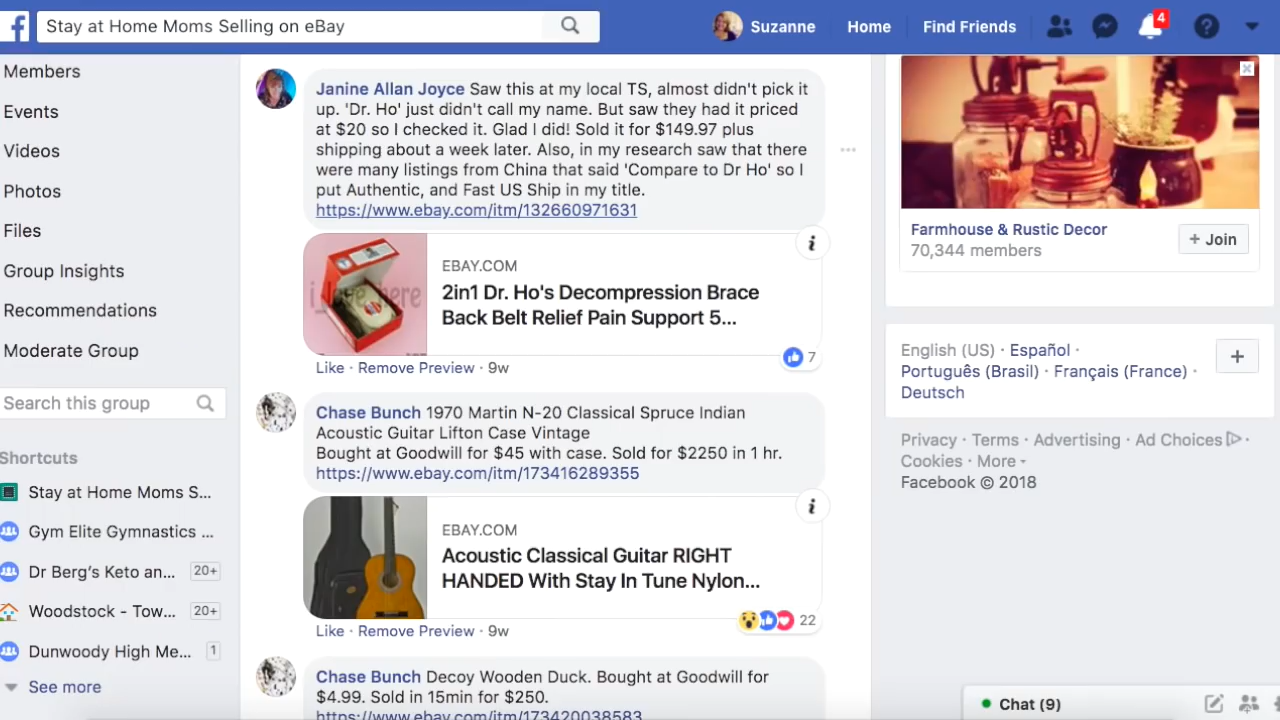 Stay at Home Moms Selling on eBay
Suzanne
Home
Find Friends
4
Members
Events
Videos
Photos
Files
Group Insights
Recommendations
Moderate Group
Search this group
Shortcuts
Stay at Home Moms S...
Gym Elite Gymnastics ...
Dr Berg's Keto an... 20+
Woodstock - Tow... 20+
Dunwoody High Me... 1
See more
Janine Allan Joyce Saw this at my local TS, almost didn't pick it
up. 'Dr. Ho' just didn't call my name. But saw they had it priced
at $20 so I checked it. Glad I did! Sold it for $149.97 plus
shipping about a week later. Also, in my research saw that there
were many listings from China that said 'Compare to Dr Ho' so I
put Authentic, and Fast US Ship in my title.
https://www.ebay.com/itm/132660971631
EBAY.COM
2in1 Dr. Ho's Decompression Brace
Back Belt Relief Pain Support 5...
7
Like · Remove Preview · 9w
Chase Bunch 1970 Martin N-20 Classical Spruce Indian
Acoustic Guitar Lifton Case Vintage
Bought at Goodwill for $45 with case. Sold for $2250 in 1 hr.
https://www.ebay.com/itm/173416289355
EBAY.COM
Acoustic Classical Guitar RIGHT
HANDED With Stay In Tune Nylon...
22
Like · Remove Preview · 9w
Chase Bunch Decoy Wooden Duck. Bought at Goodwill for
$4.99. Sold in 15min for $250.
https://www.ebay.com/itm/173420038583
Farmhouse & Rustic Decor
70,344 members
+ Join
English (US) · Español ·
Português (Brasil) · Français (France) ·
Deutsch
Privacy · Terms · Advertising · Ad Choices ·
Cookies · More
Facebook © 2018
Chat (9)